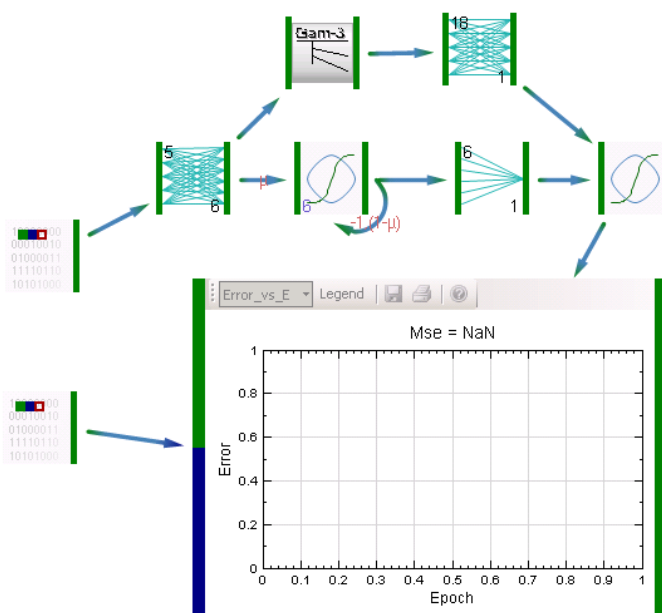 Gam-3
18
1
5
6
μ
6
-1 (1-μ)
6
1
00010010
01000011
11110110
10101000
Error_vs_E Legend
Mse = NaN
1
0.8
0.6
0.4
0.2
0
Error
0 0.1 0.2 0.3 0.4 0.5 0.6 0.7 0.8 0.9 1
Epoch
00010010
01000011
11110110
10101000